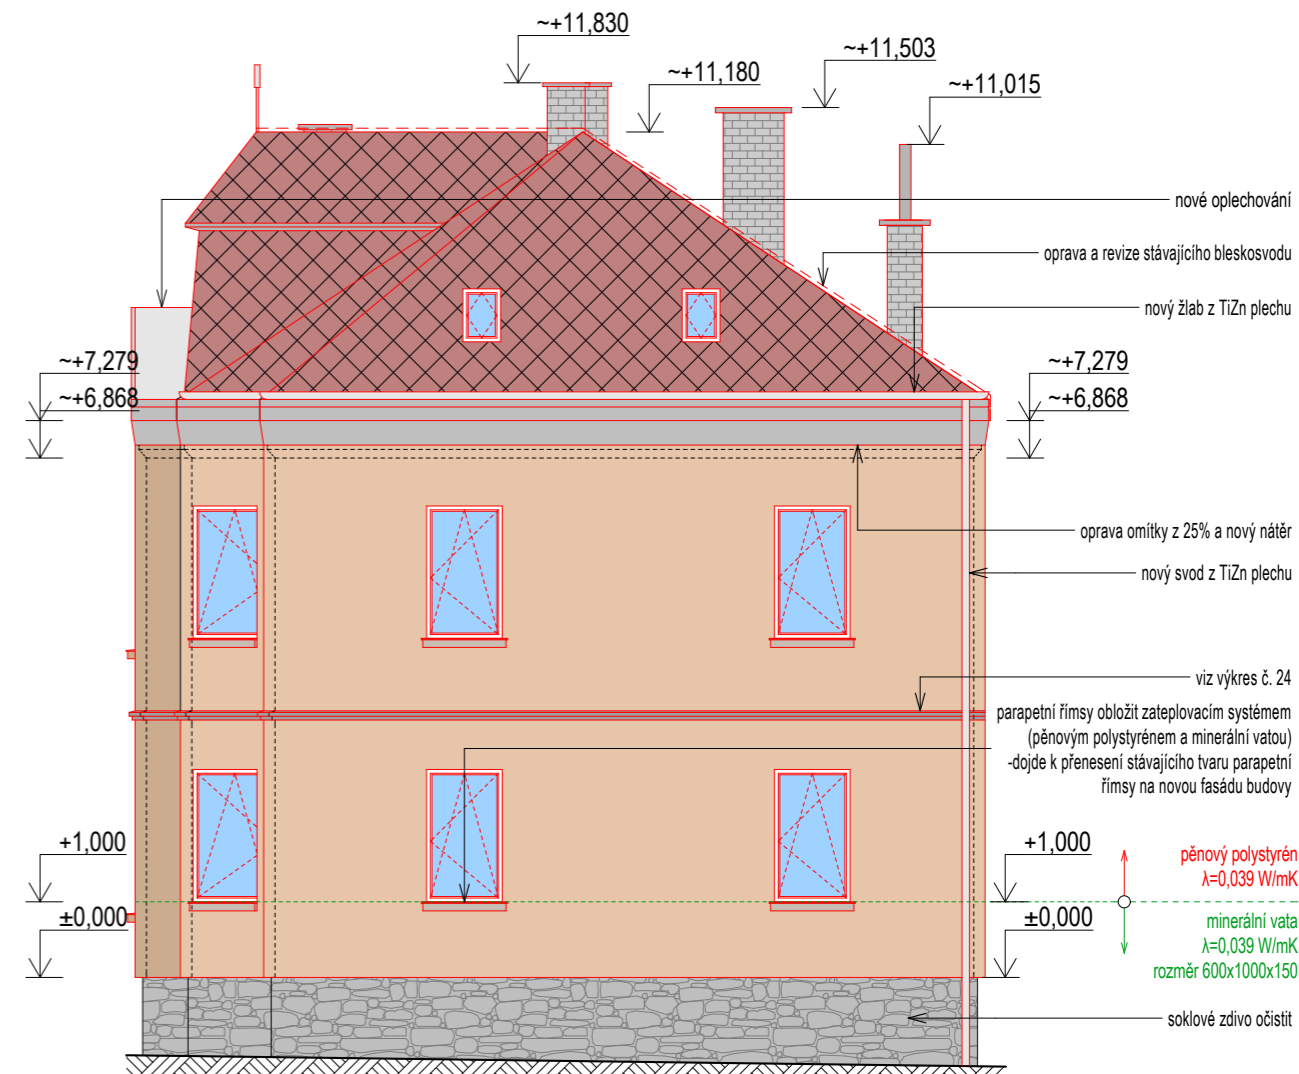 ~+11,830
~+11,180
~+11,503
~+11,015
nové oplechování
oprava a revize stávajícího bleskosvodu
nový žlab z TiZn plechu
~+7,279
~+6,868
~+7,279
~+6,868
oprava omítky z 25% a nový nátěr
nový svod z TiZn plechu
viz výkres č. 24
parapetní římsy obložit zateplovacím systémem
(pěnovým polystyrénem a minerální vatou)
-dojde k přenesení stávajícího tvaru parapetní
římsy na novou fasádu budovy
+1,000
±0,000
+1,000
±0,000
pěnový polystyrén
λ=0,039 W/mK
minerální vata
λ=0,039 W/mK
rozměr 600x1000x150
soklové zdivo očistit